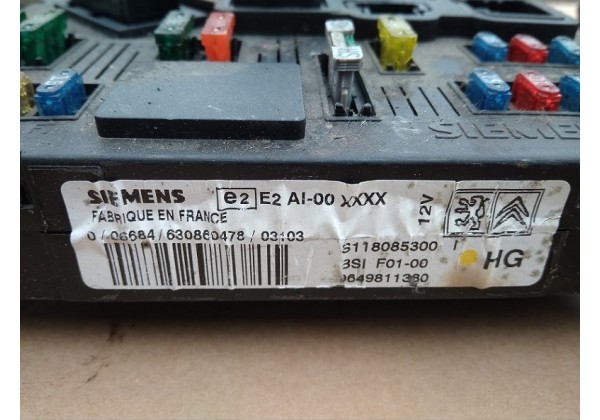 SIEMENS
SIEMENS e2 E2 AI-00 XXXX 12V
FABRIQUE EN FRANCE
0 / 06684 / 630860478 / 03103
S118085300
BSI F01-00 HG
9649811380